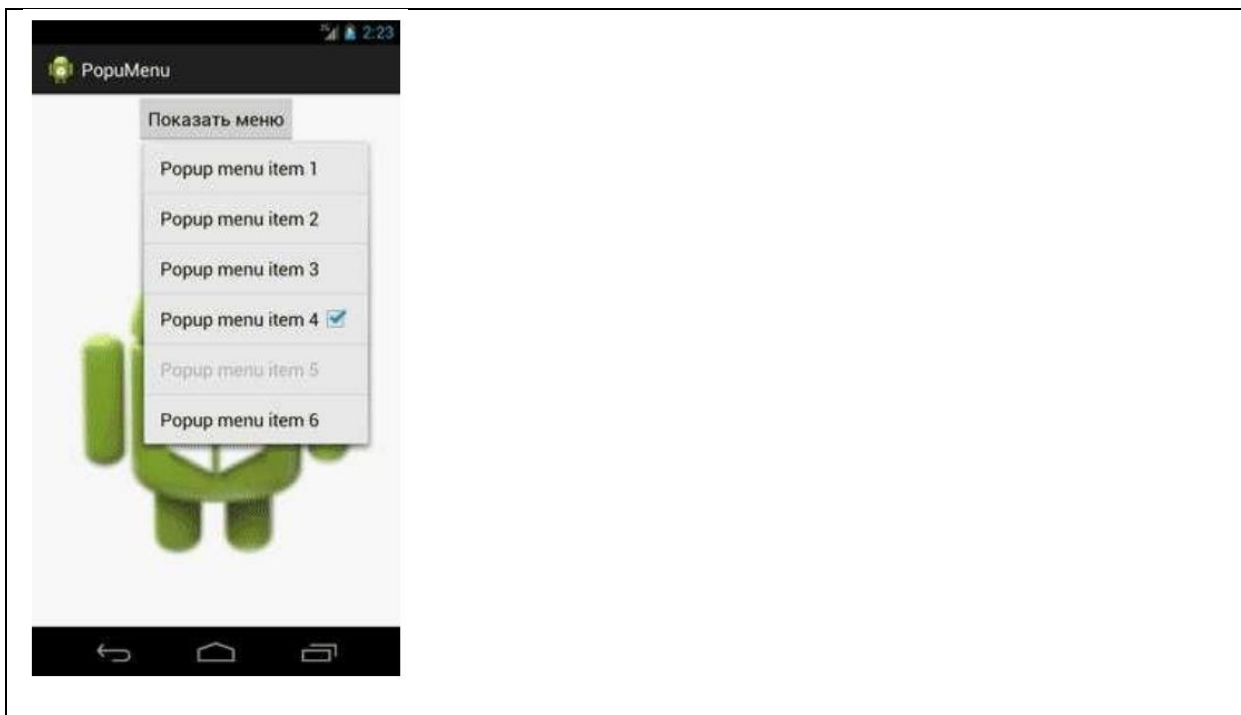 2:23
PopuMenu
Показать меню
Popup menu item 1
Popup menu item 2
Popup menu item 3
Popup menu item 4
Popup menu item 5
Popup menu item 6